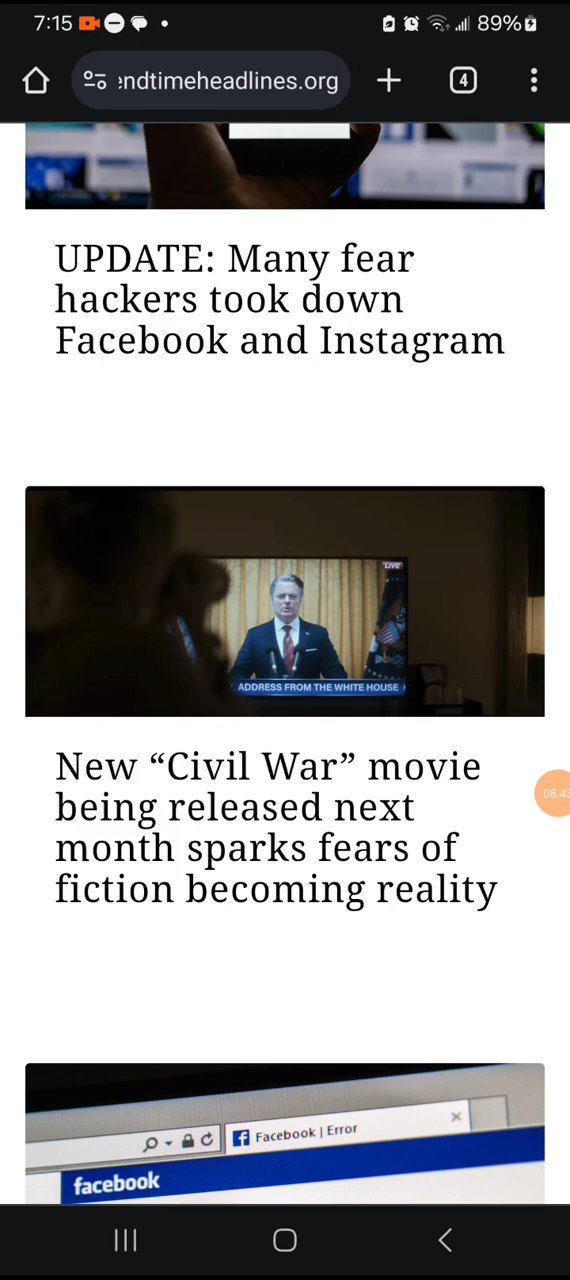 7:15
89%
endtimeheadlines.org
4
UPDATE: Many fear
hackers took down
Facebook and Instagram
LIVE
ADDRESS FROM THE WHITE HOUSE
New “Civil War” movie
being released next
month sparks fears of
fiction becoming reality
08:43
Facebook | Error
facebook